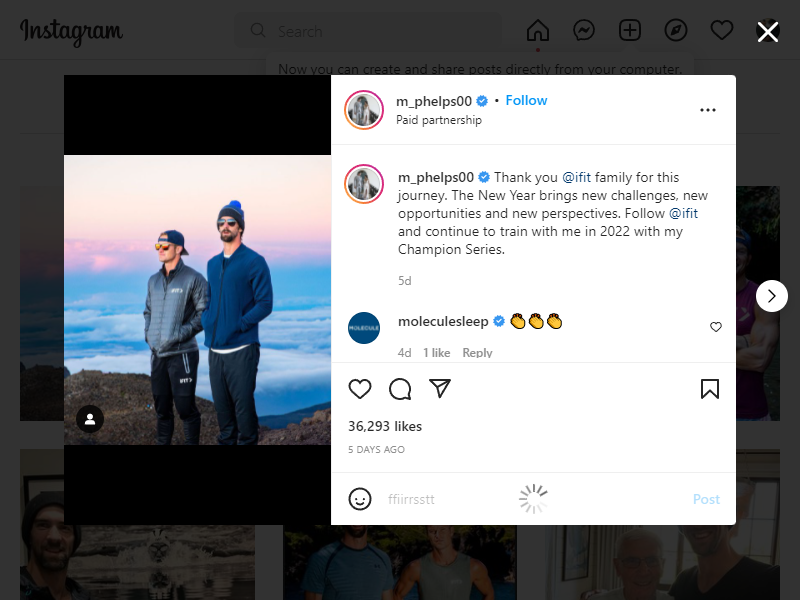 Instagram
Search
Now you can create and share posts directly from your computer.
m_phelps00 • Follow
Paid partnership
m_phelps00 Thank you @ifit family for this
journey. The New Year brings new challenges, new
opportunities and new perspectives. Follow @ifit
and continue to train with me in 2022 with my
Champion Series.
5d
MOLECULE
moleculesleep 👏👏👏
4d 1 like Reply
36,293 likes
5 DAYS AGO
ffiirrsstt
Post